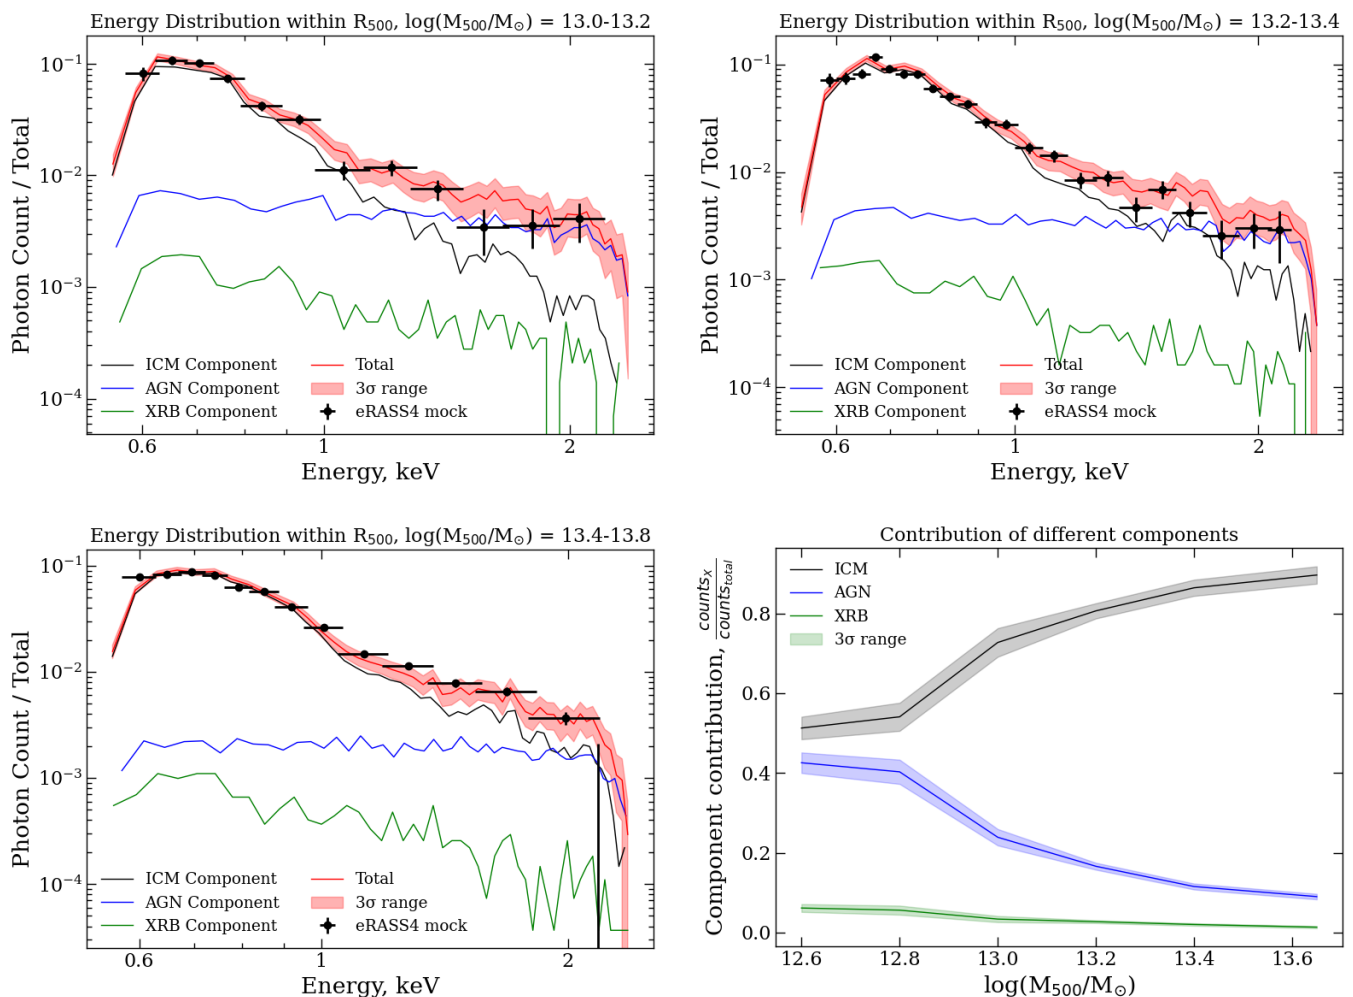 Energy Distribution within R500, log(M500/M⊙) = 13.0-13.2
Photon Count / Total
10⁻¹
10⁻²
10⁻³
10⁻⁴
ICM Component
AGN Component
XRB Component
Total
3σ range
eRASS4 mock
0.6
1
2
Energy, keV
Energy Distribution within R500, log(M500/M⊙) = 13.2-13.4
Photon Count / Total
10⁻¹
10⁻²
10⁻³
10⁻⁴
ICM Component
AGN Component
XRB Component
Total
3σ range
eRASS4 mock
0.6
1
2
Energy, keV
Energy Distribution within R500, log(M500/M⊙) = 13.4-13.8
Photon Count / Total
10⁻¹
10⁻²
10⁻³
10⁻⁴
ICM Component
AGN Component
XRB Component
Total
3σ range
eRASS4 mock
0.6
1
2
Energy, keV
Contribution of different components
Component contribution, countsX/countstotal
ICM
AGN
XRB
3σ range
0.8
0.6
0.4
0.2
0.0
12.6
12.8
13.0
13.2
13.4
13.6
log(M500/M⊙)